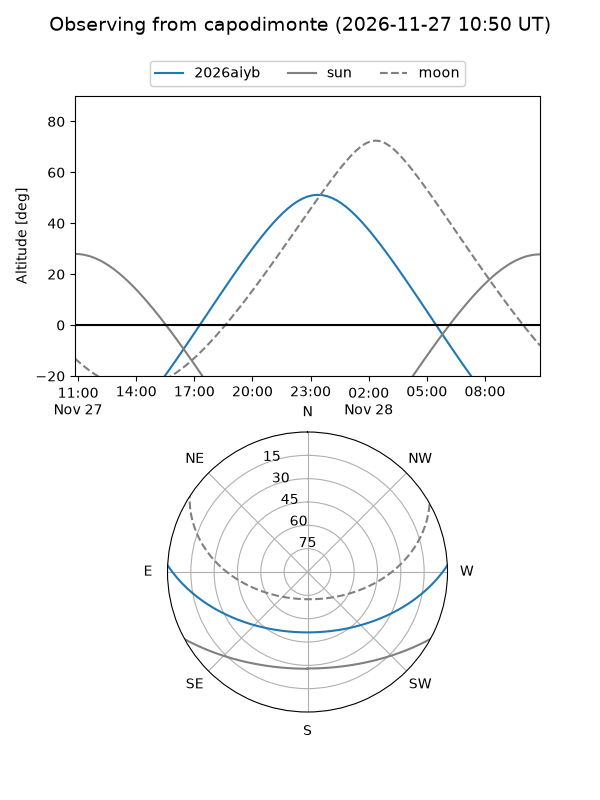 Observing from capodimonte (2026-11-27 10:50 UT)
2026aiyb sun moon
Altitude [deg]
80
60
40
20
0
−20
11:00 14:00 17:00 20:00 23:00 02:00 05:00 08:00
Nov 27 Nov 28
N
NE NW
15
30
45
60
75
E W
SE SW
S